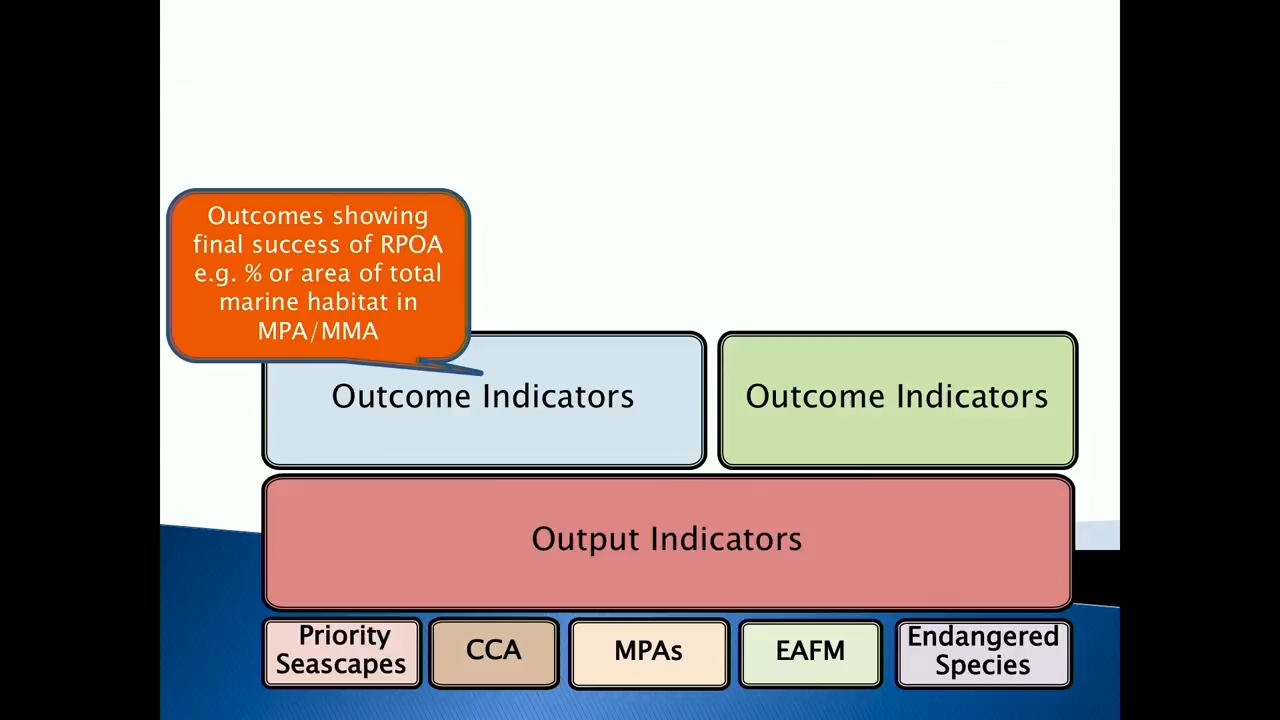 Outcomes showing
final success of RPOA
e.g. % or area of total
marine habitat in
MPA/MMA
Outcome Indicators
Outcome Indicators
Output Indicators
Priority
Seascapes
CCA
MPAs
EAFM
Endangered
Species